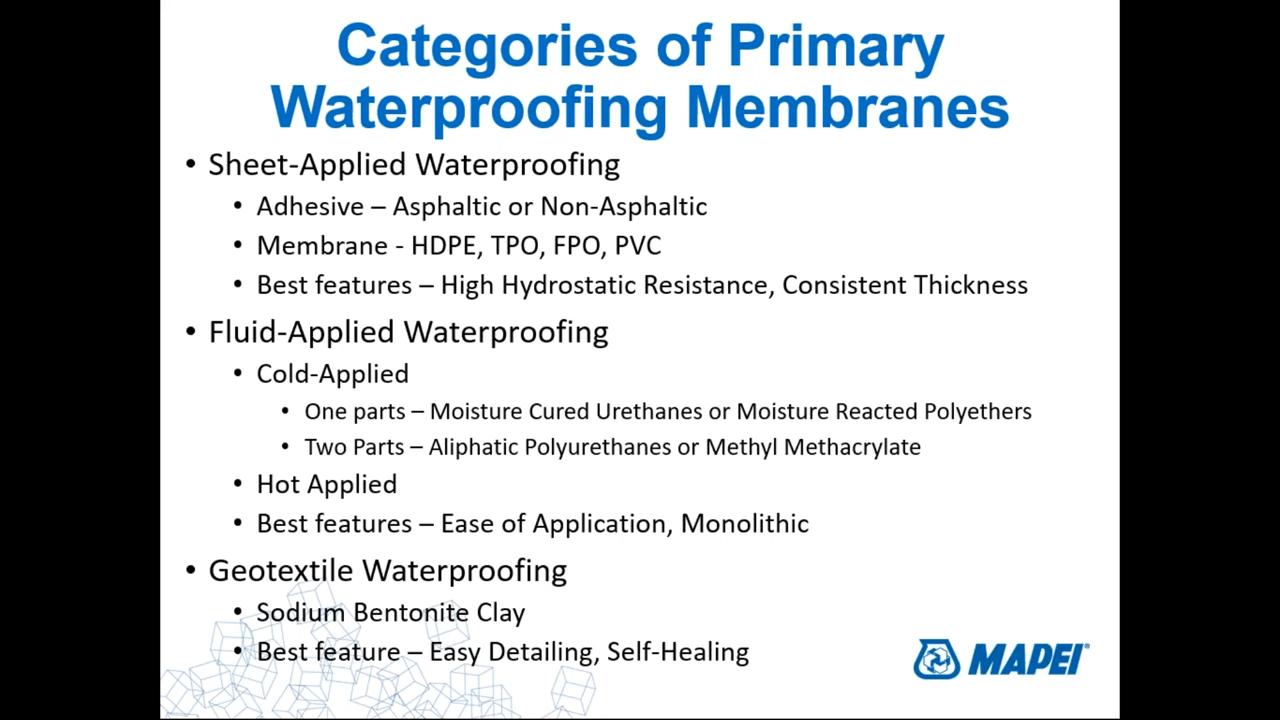 Categories of Primary
Waterproofing Membranes
• Sheet-Applied Waterproofing
• Adhesive – Asphaltic or Non-Asphaltic
• Membrane - HDPE, TPO, FPO, PVC
• Best features – High Hydrostatic Resistance, Consistent Thickness
• Fluid-Applied Waterproofing
• Cold-Applied
• One parts – Moisture Cured Urethanes or Moisture Reacted Polyethers
• Two Parts – Aliphatic Polyurethanes or Methyl Methacrylate
• Hot Applied
• Best features – Ease of Application, Monolithic
• Geotextile Waterproofing
• Sodium Bentonite Clay
• Best feature – Easy Detailing, Self-Healing
MAPEI®